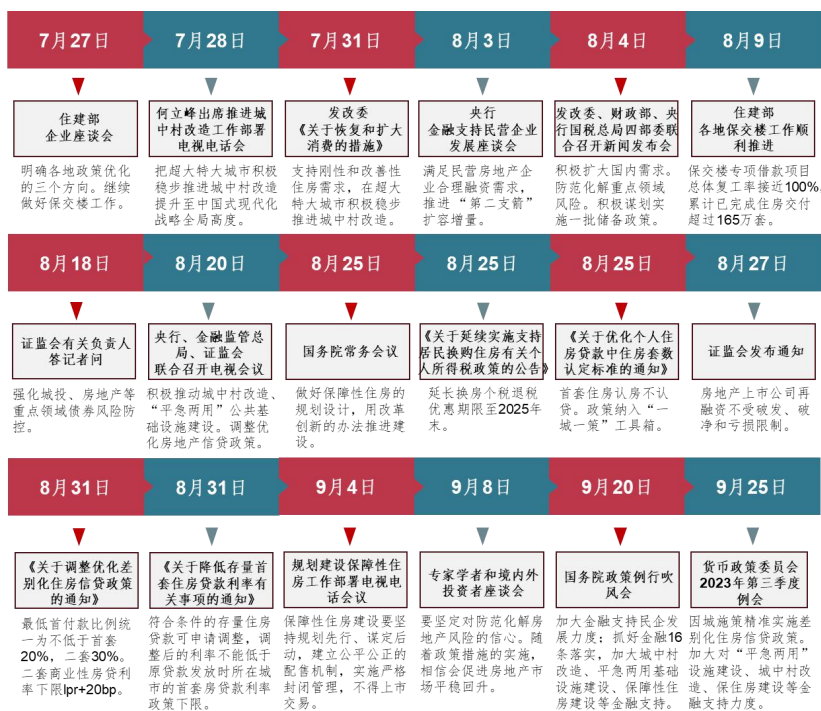 7月27日
7月28日
7月31日
8月3日
8月4日
8月9日
住建部
企业座谈会
何立峰出席推进城
中村改造工作部署
电视电话会
发改委
《关于恢复和扩大
消费的措施》
央行
金融支持民营企业
发展座谈会
发改委、财政部、央
行国税总局四部委联
合召开新闻发布会
住建部
各地保交楼工作顺
利推进
明确各地政策优化
的三个方向。继续
做好保交楼工作。
把超大特大城市积极
稳步推进城中村改造
提升至中国式现代化
战略全局高度。
支持刚性和改善性
住房需求，在超大
特大城市积极稳步
推进城中村改造。
满足民营房地产企
业合理融资需求，
推进“第二支箭”
扩容增量。
积极扩大国内需求。
防范化解重点领域
风险。积极谋划实
施一批储备政策。
保交楼专项借款项目
总体复工率接近100%，
累计已完成住房交付
超过165万套。
8月18日
8月20日
8月25日
8月25日
8月25日
8月27日
证监会有关负责人
答记者问
央行、金融监管总
局、证监会
联合召开电视会议
国务院常务会议
《关于延续实施支持
居民换购住房有关个
人所得税政策的公告》
《关于优化个人住
房贷款中住房套数
认定标准的通知》
证监会发布通知
强化城投、房地产等
重点领域债券风险防
控。
积极推动城中村改造、
“平急两用”公共基
础设施建设。调整优
化房地产信贷政策。
做好保障性住房的
规划设计，用改革
创新的办法推进建
设。
延长换房个税退税
优惠期限至2025年
末。
首套住房认房不认
贷。政策纳入“一
城一策”工具箱。
房地产上市公司再
融资不受破发、破
净和亏损限制。
8月31日
8月31日
9月4日
9月8日
9月20日
9月25日
《关于调整优化差
别化住房信贷政策
的通知》
《关于降低存量首
套住房贷款利率有
关事项的通知》
规划建设保障性住
房工作部署电视电
话会议
专家学者和境内外
投资者座谈会
国务院政策例行吹
风会
货币政策委员会
2023年第三季度
例会
最低首付款比例统
一为不低于首套
20%，二套30%。
二套商业性房贷利
率下限lpr+20bp。
符合条件的存量住房
贷款可申请调整，调
整后的利率不能低于
原贷款发放时所在城
市的首套房贷款利率
政策下限。
保障性住房建设要坚
持规划先行、谋定后
动，建立公平公正的
配售机制，实施严格
封闭管理，不得上市
交易。
要坚定对防范化解房
地产风险的信心。随
着政策措施的实施，
相信会促进房地产市
场平稳回升。
加大金融支持民企发
展力度；抓好金融16
条落实，加大城中村
改造、平急两用基础
设施建设、保障性住
房建设等金融支持。
因城施策精准实施差
别化住房信贷政策。
加大对“平急两用”
设施建设、城中村改
造、保住房建设等金
融支持力度。